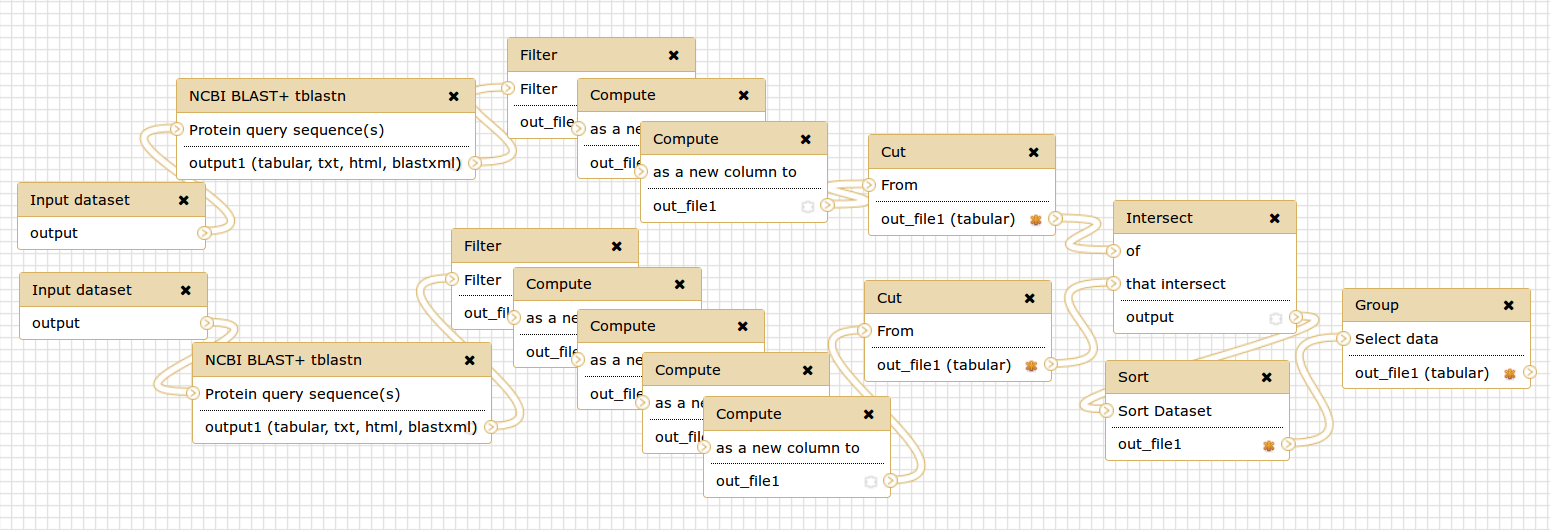 Filter
Filter
out_file
NCBI BLAST+ tblastn
Protein query sequence(s)
output1 (tabular, txt, html, blastxml)
Compute
as a ne
out_fil
Compute
as a new column to
out_file1
Cut
From
out_file1 (tabular)
Input dataset
output
Intersect
of
that intersect
output
Filter
Filter
out_fil
Compute
as a ne
out_file
Input dataset
output
Cut
From
out_file1 (tabular)
Group
Select data
out_file1 (tabular)
Compute
as a ne
out_file
NCBI BLAST+ tblastn
Protein query sequence(s)
output1 (tabular, txt, html, blastxml)
Compute
as a ne
out_fil
Sort
Sort Dataset
out_file1
Compute
as a new column to
out_file1